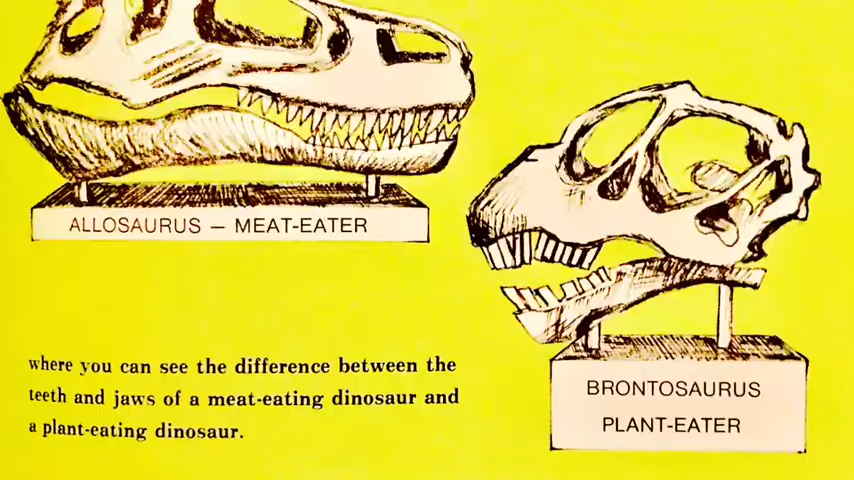 ALLOSAURUS – MEAT-EATER
BRONTOSAURUS
PLANT-EATER
where you can see the difference between the
teeth and jaws of a meat-eating dinosaur and
a plant-eating dinosaur.